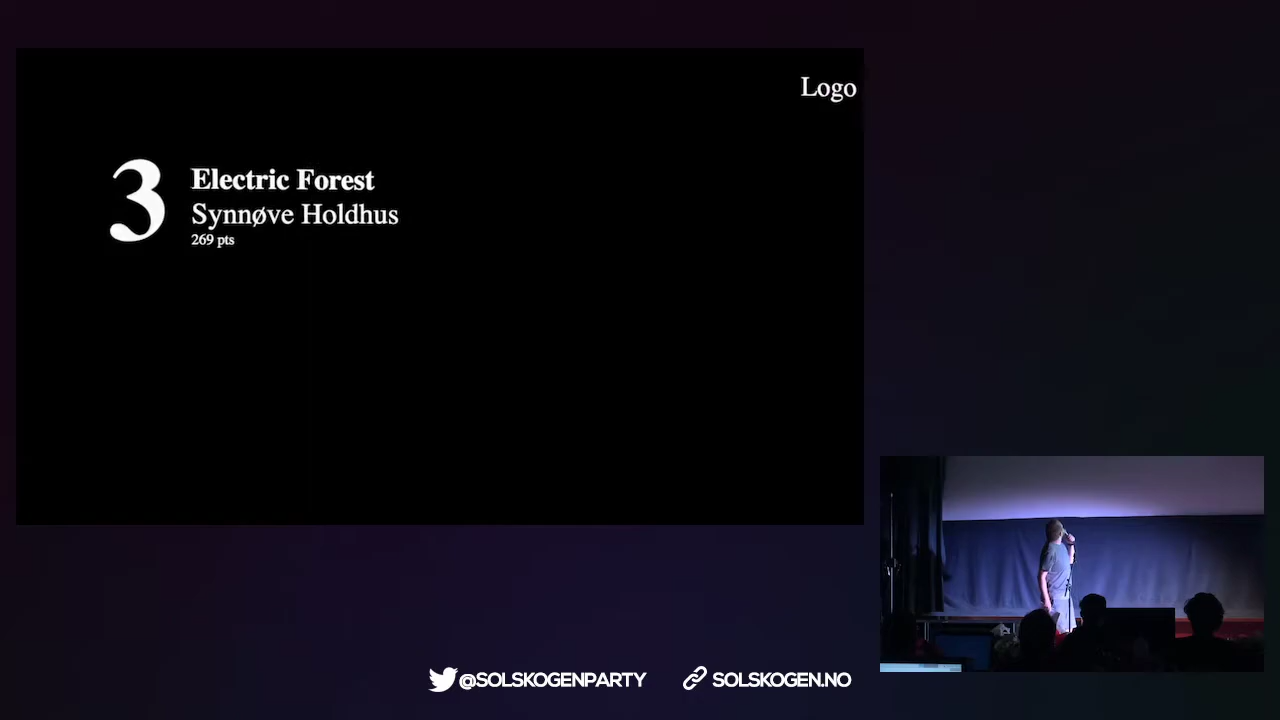 Logo
3
Electric Forest
Synnøve Holdhus
269 pts
@SOLSKOGENPARTY
SOLSKOGEN.NO